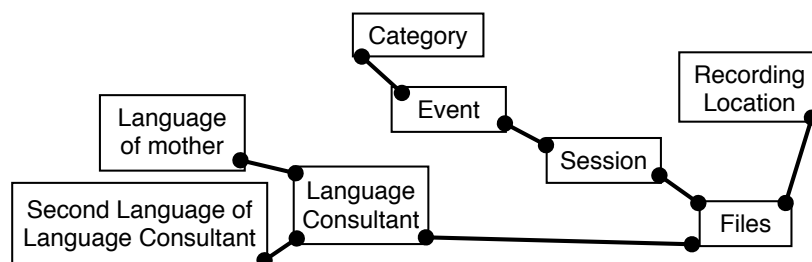 Category
Recording
Location
Event
Language
of mother
Session
Language
Consultant
Second Language of
Language Consultant
Files